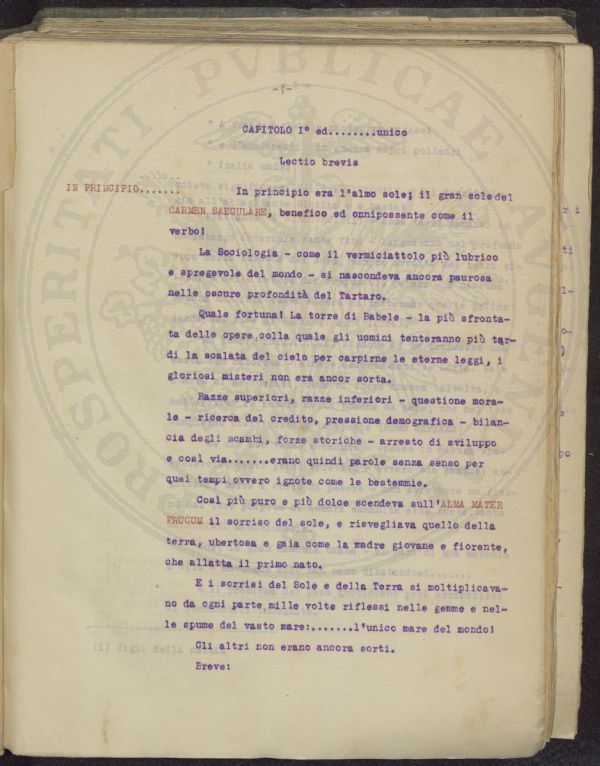 -1-
CAPITOLO I° ed........unico
Lectio brevis
IN PRINCIPIO.......
In principio era l'almo sole; il gran sole del
CARMEN SAECULARE, benefico ed onnipossente come il
verbo!
La Sociologia - come il vermiciattolo più lubrico
e spregevole del mondo - si nascondeva ancora paurosa
nelle oscure profondità del Tartaro.
Quale fortuna! La torre di Babele - la più sfronta-
ta delle opere colla quale gli uomini tenteranno più tar-
di la scalata del cielo per carpirne le eterne leggi, i
gloriosi misteri non era ancor sorta.
Razze superiori, razze inferiori - questione mora-
le - ricerca del credito, pressione demografica - bilan-
cia degli scambi, forze storiche - arresto di sviluppo
e così via.......erano quindi parole senza senso per
quei tempi ovvero ignote come le bestemmie.
Così più puro e più dolce scendeva sull'ALMA MATER
FRUGUM il sorriso del sole, e risvegliava quello della
terra, ubertosa e gaia come la madre giovane e fiorente,
che allatta il primo nato.
E i sorrisi del Sole e della Terra si moltiplicava-
no da ogni parte mille volte riflessi nelle gemme e nel-
le spume del vasto mare:.......l'unico mare del mondo!
Gli altri non erano ancora sorti.
Breve:
(1) figli della
PROSPERITATI PUBLICAE AUGENDAE